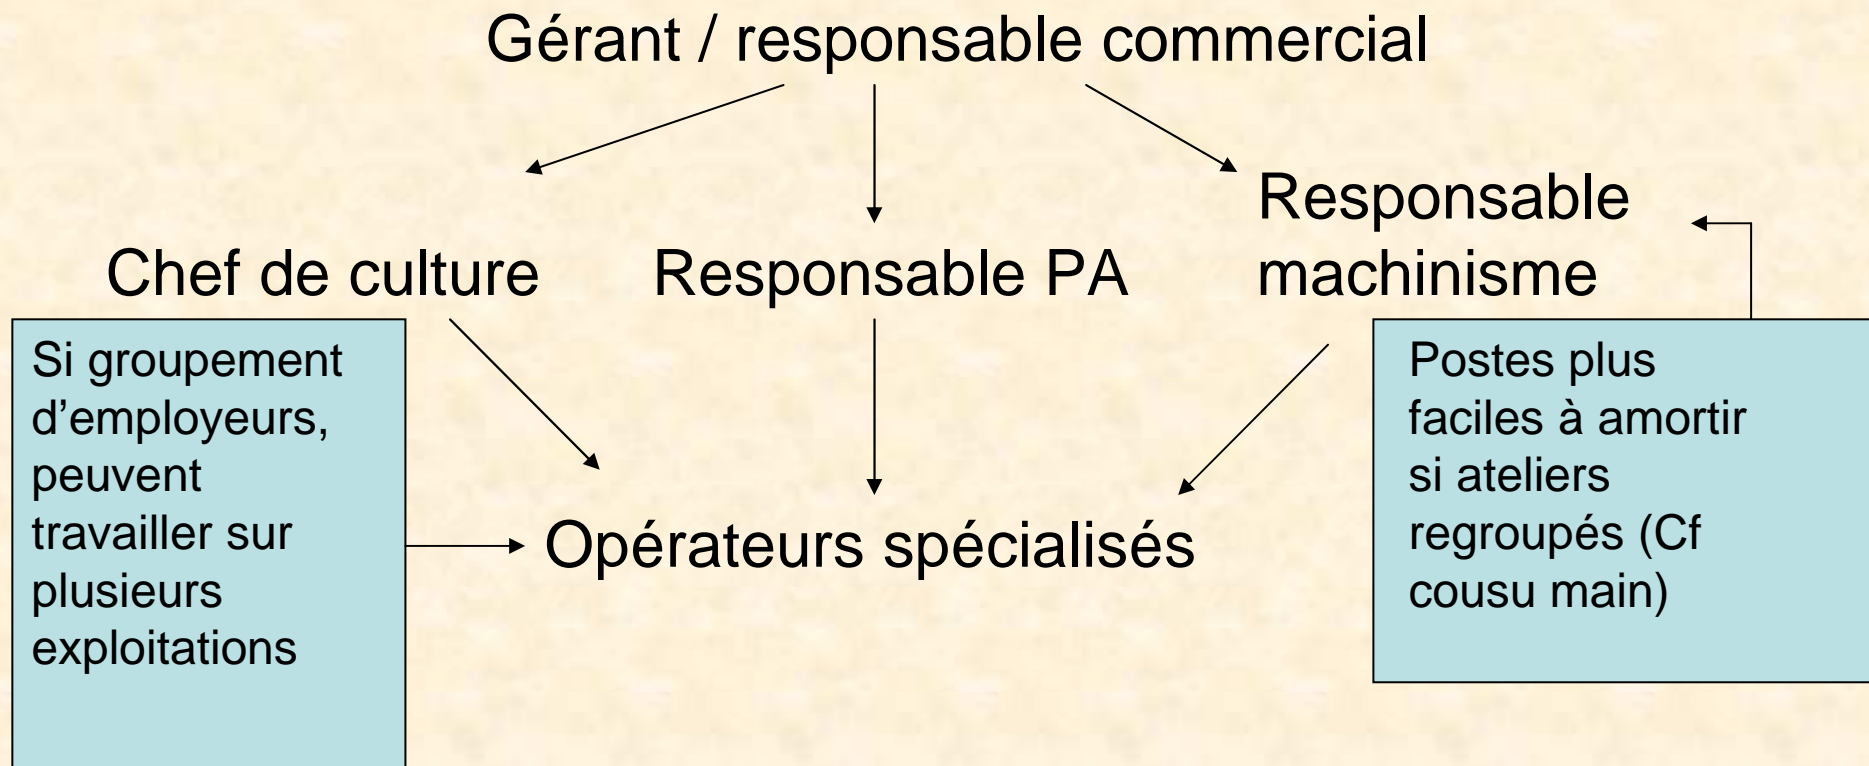 Gérant / responsable commercial
Chef de culture
Responsable PA
Responsable
machinisme
Si groupement
d’employeurs,
peuvent
travailler sur
plusieurs
exploitations
Opérateurs spécialisés
Postes plus
faciles à amortir
si ateliers
regroupés (Cf
cousu main)